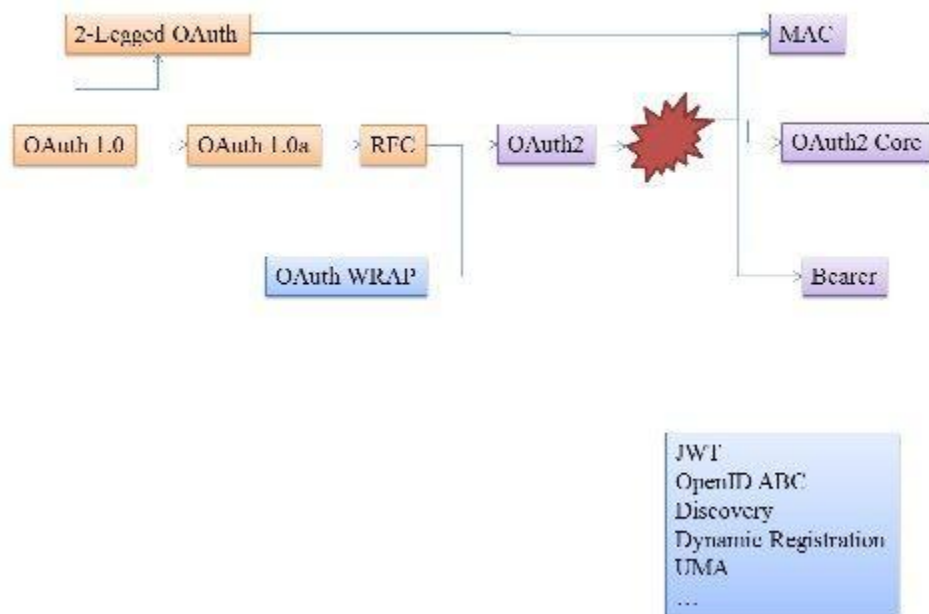 2-Legged OAuth
MAC
OAuth 1.0
OAuth 1.0a
RFC
OAuth2
OAuth2 Core
OAuth WRAP
Bearer
JWT
OpenID ABC
Discovery
Dynamic Registration
UMA
…